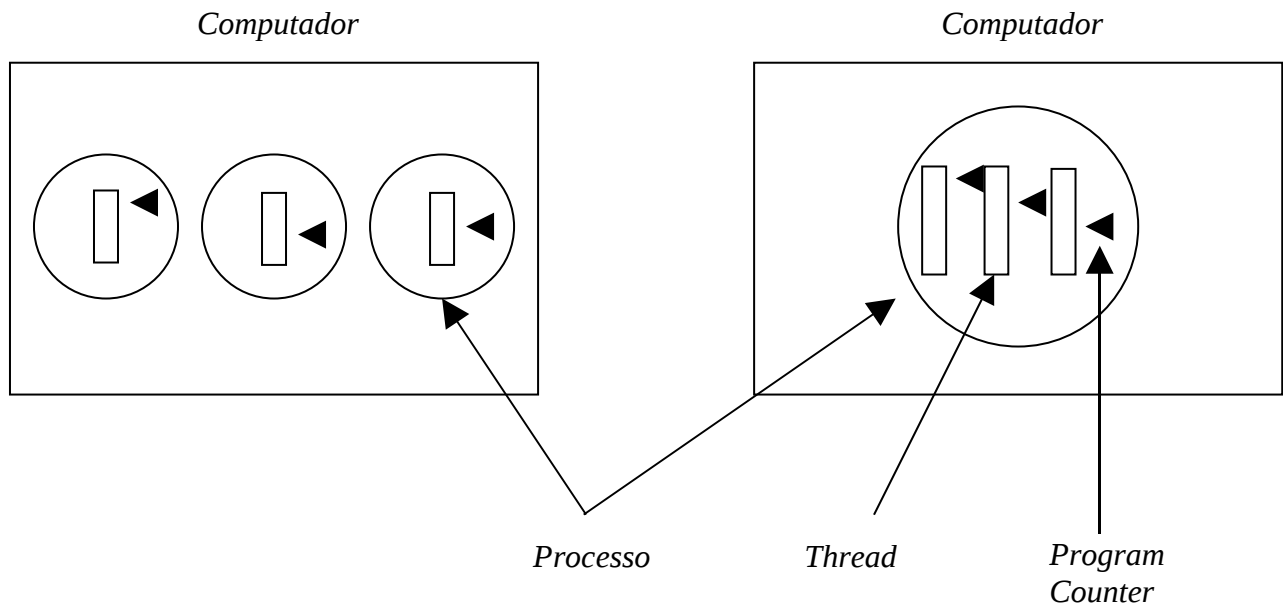 Computador
Computador
Processo
Thread
Program
Counter